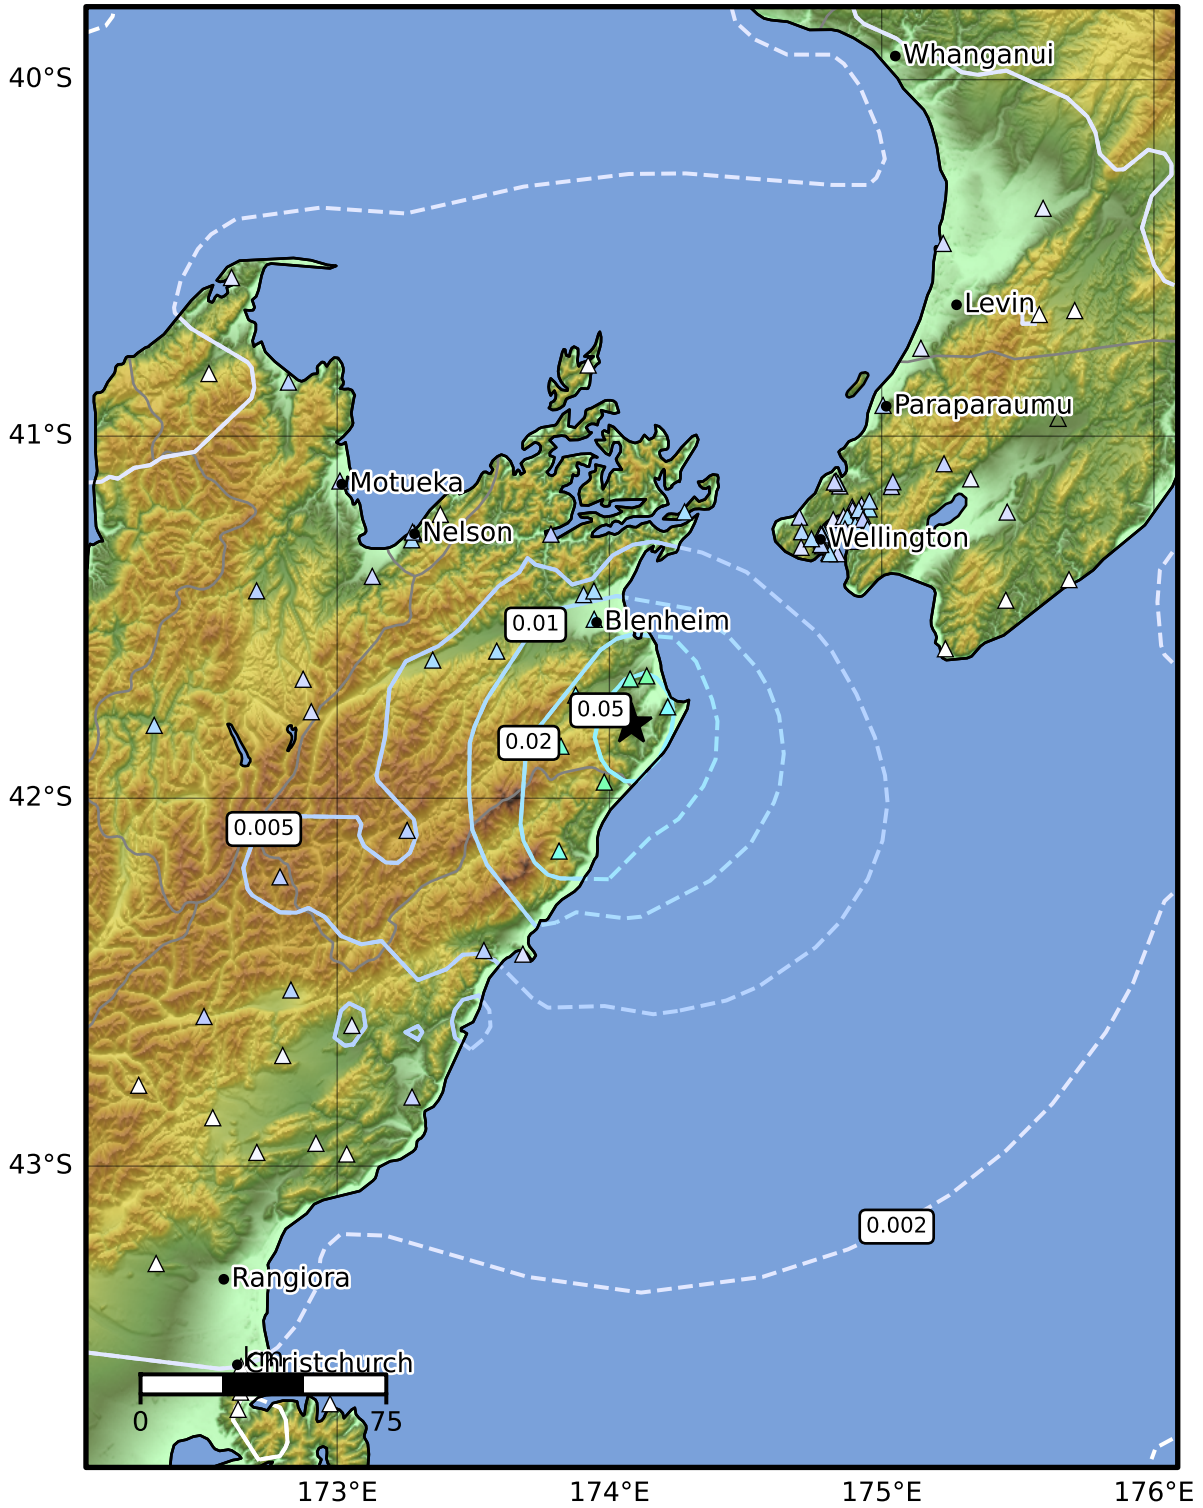 Whanganui
40°S
Levin
Paraparaumu
41°S
Motueka
Nelson
Wellington
0.01
Blenheim
0.05
0.02
42°S
0.005
43°S
0.002
Rangiora
km
Christchurch
0
75
173°E
174°E
175°E
176°E